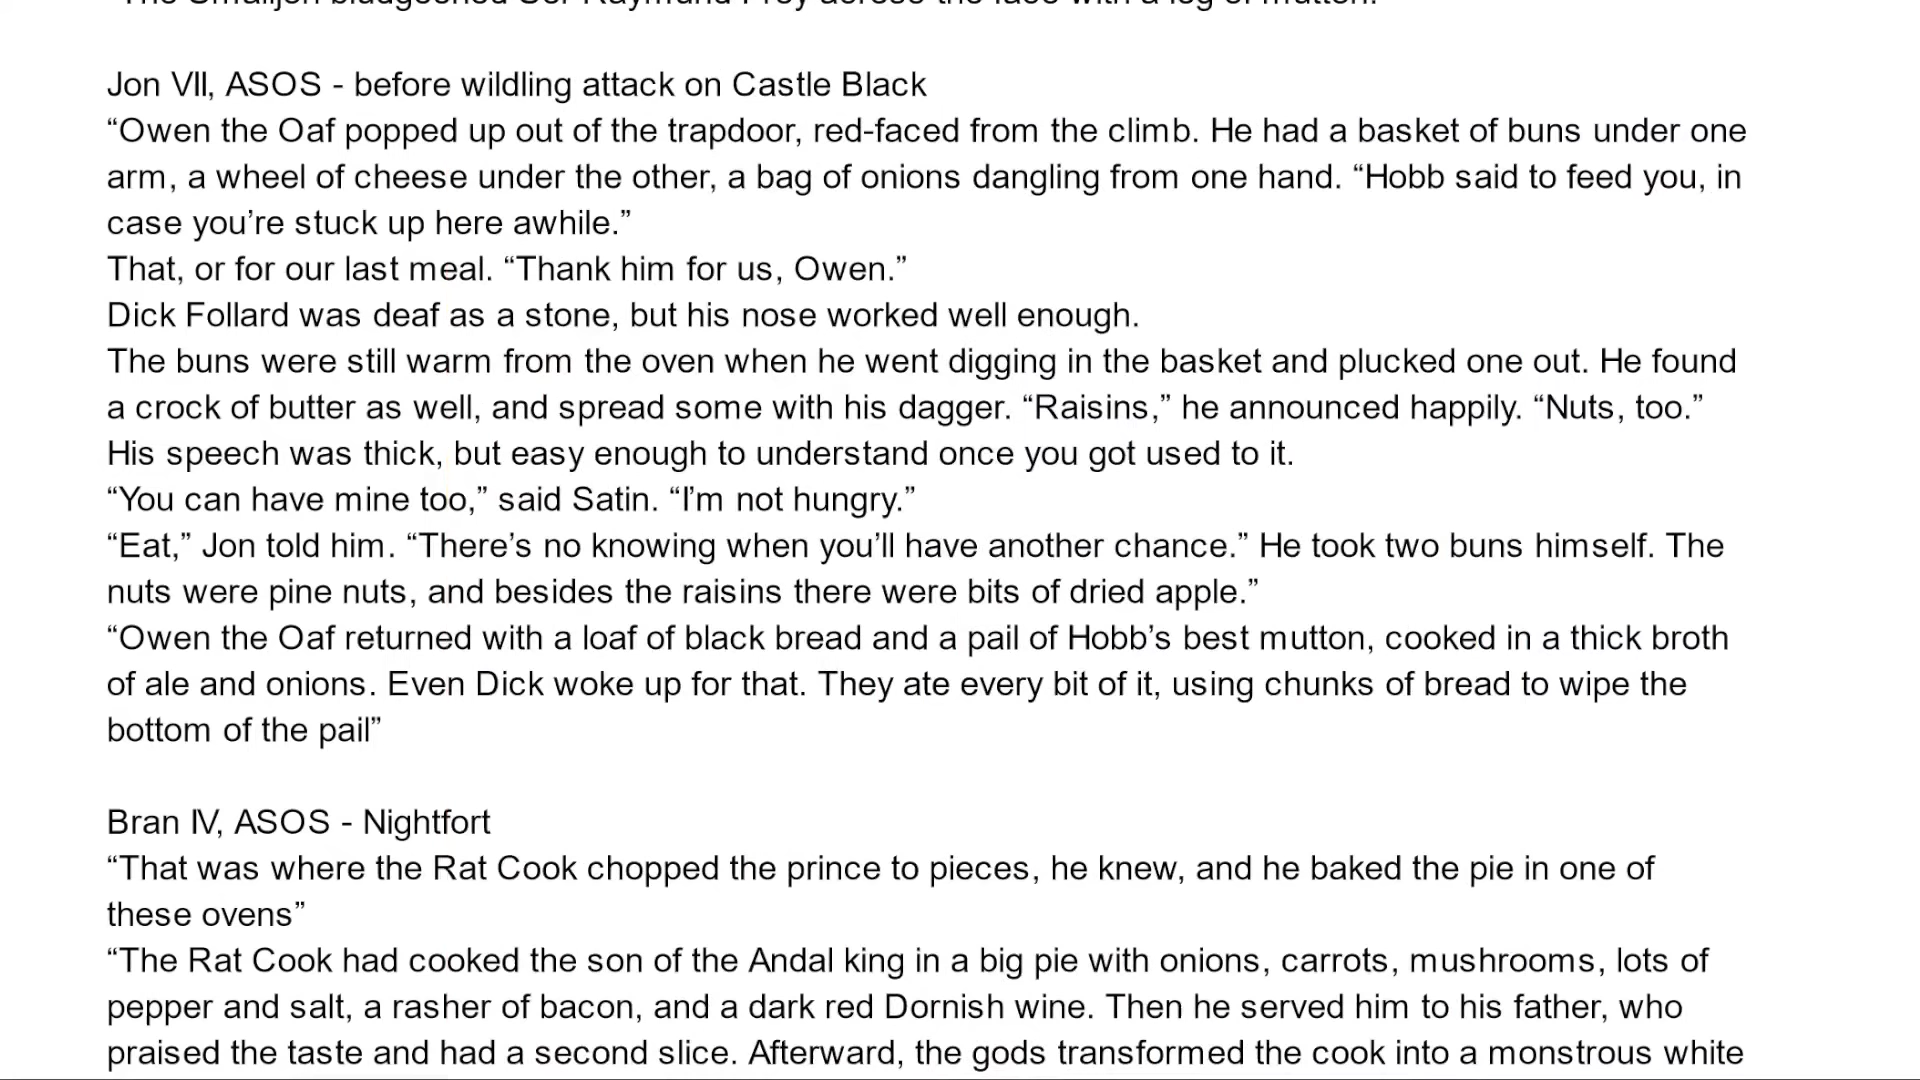 "The Smalljon bludgeoned Ser Raymund Frey across the face with a leg of mutton."
Jon VII, ASOS - before wildling attack on Castle Black
“Owen the Oaf popped up out of the trapdoor, red-faced from the climb. He had a basket of buns under one
arm, a wheel of cheese under the other, a bag of onions dangling from one hand. “Hobb said to feed you, in
case you’re stuck up here awhile.”
That, or for our last meal. “Thank him for us, Owen.”
Dick Follard was deaf as a stone, but his nose worked well enough.
The buns were still warm from the oven when he went digging in the basket and plucked one out. He found
a crock of butter as well, and spread some with his dagger. “Raisins,” he announced happily. “Nuts, too.”
His speech was thick, but easy enough to understand once you got used to it.
“You can have mine too,” said Satin. “I’m not hungry.”
“Eat,” Jon told him. “There’s no knowing when you’ll have another chance.” He took two buns himself. The
nuts were pine nuts, and besides the raisins there were bits of dried apple.”
“Owen the Oaf returned with a loaf of black bread and a pail of Hobb’s best mutton, cooked in a thick broth
of ale and onions. Even Dick woke up for that. They ate every bit of it, using chunks of bread to wipe the
bottom of the pail”
Bran IV, ASOS - Nightfort
“That was where the Rat Cook chopped the prince to pieces, he knew, and he baked the pie in one of
these ovens”
“The Rat Cook had cooked the son of the Andal king in a big pie with onions, carrots, mushrooms, lots of
pepper and salt, a rasher of bacon, and a dark red Dornish wine. Then he served him to his father, who
praised the taste and had a second slice. Afterward, the gods transformed the cook into a monstrous white